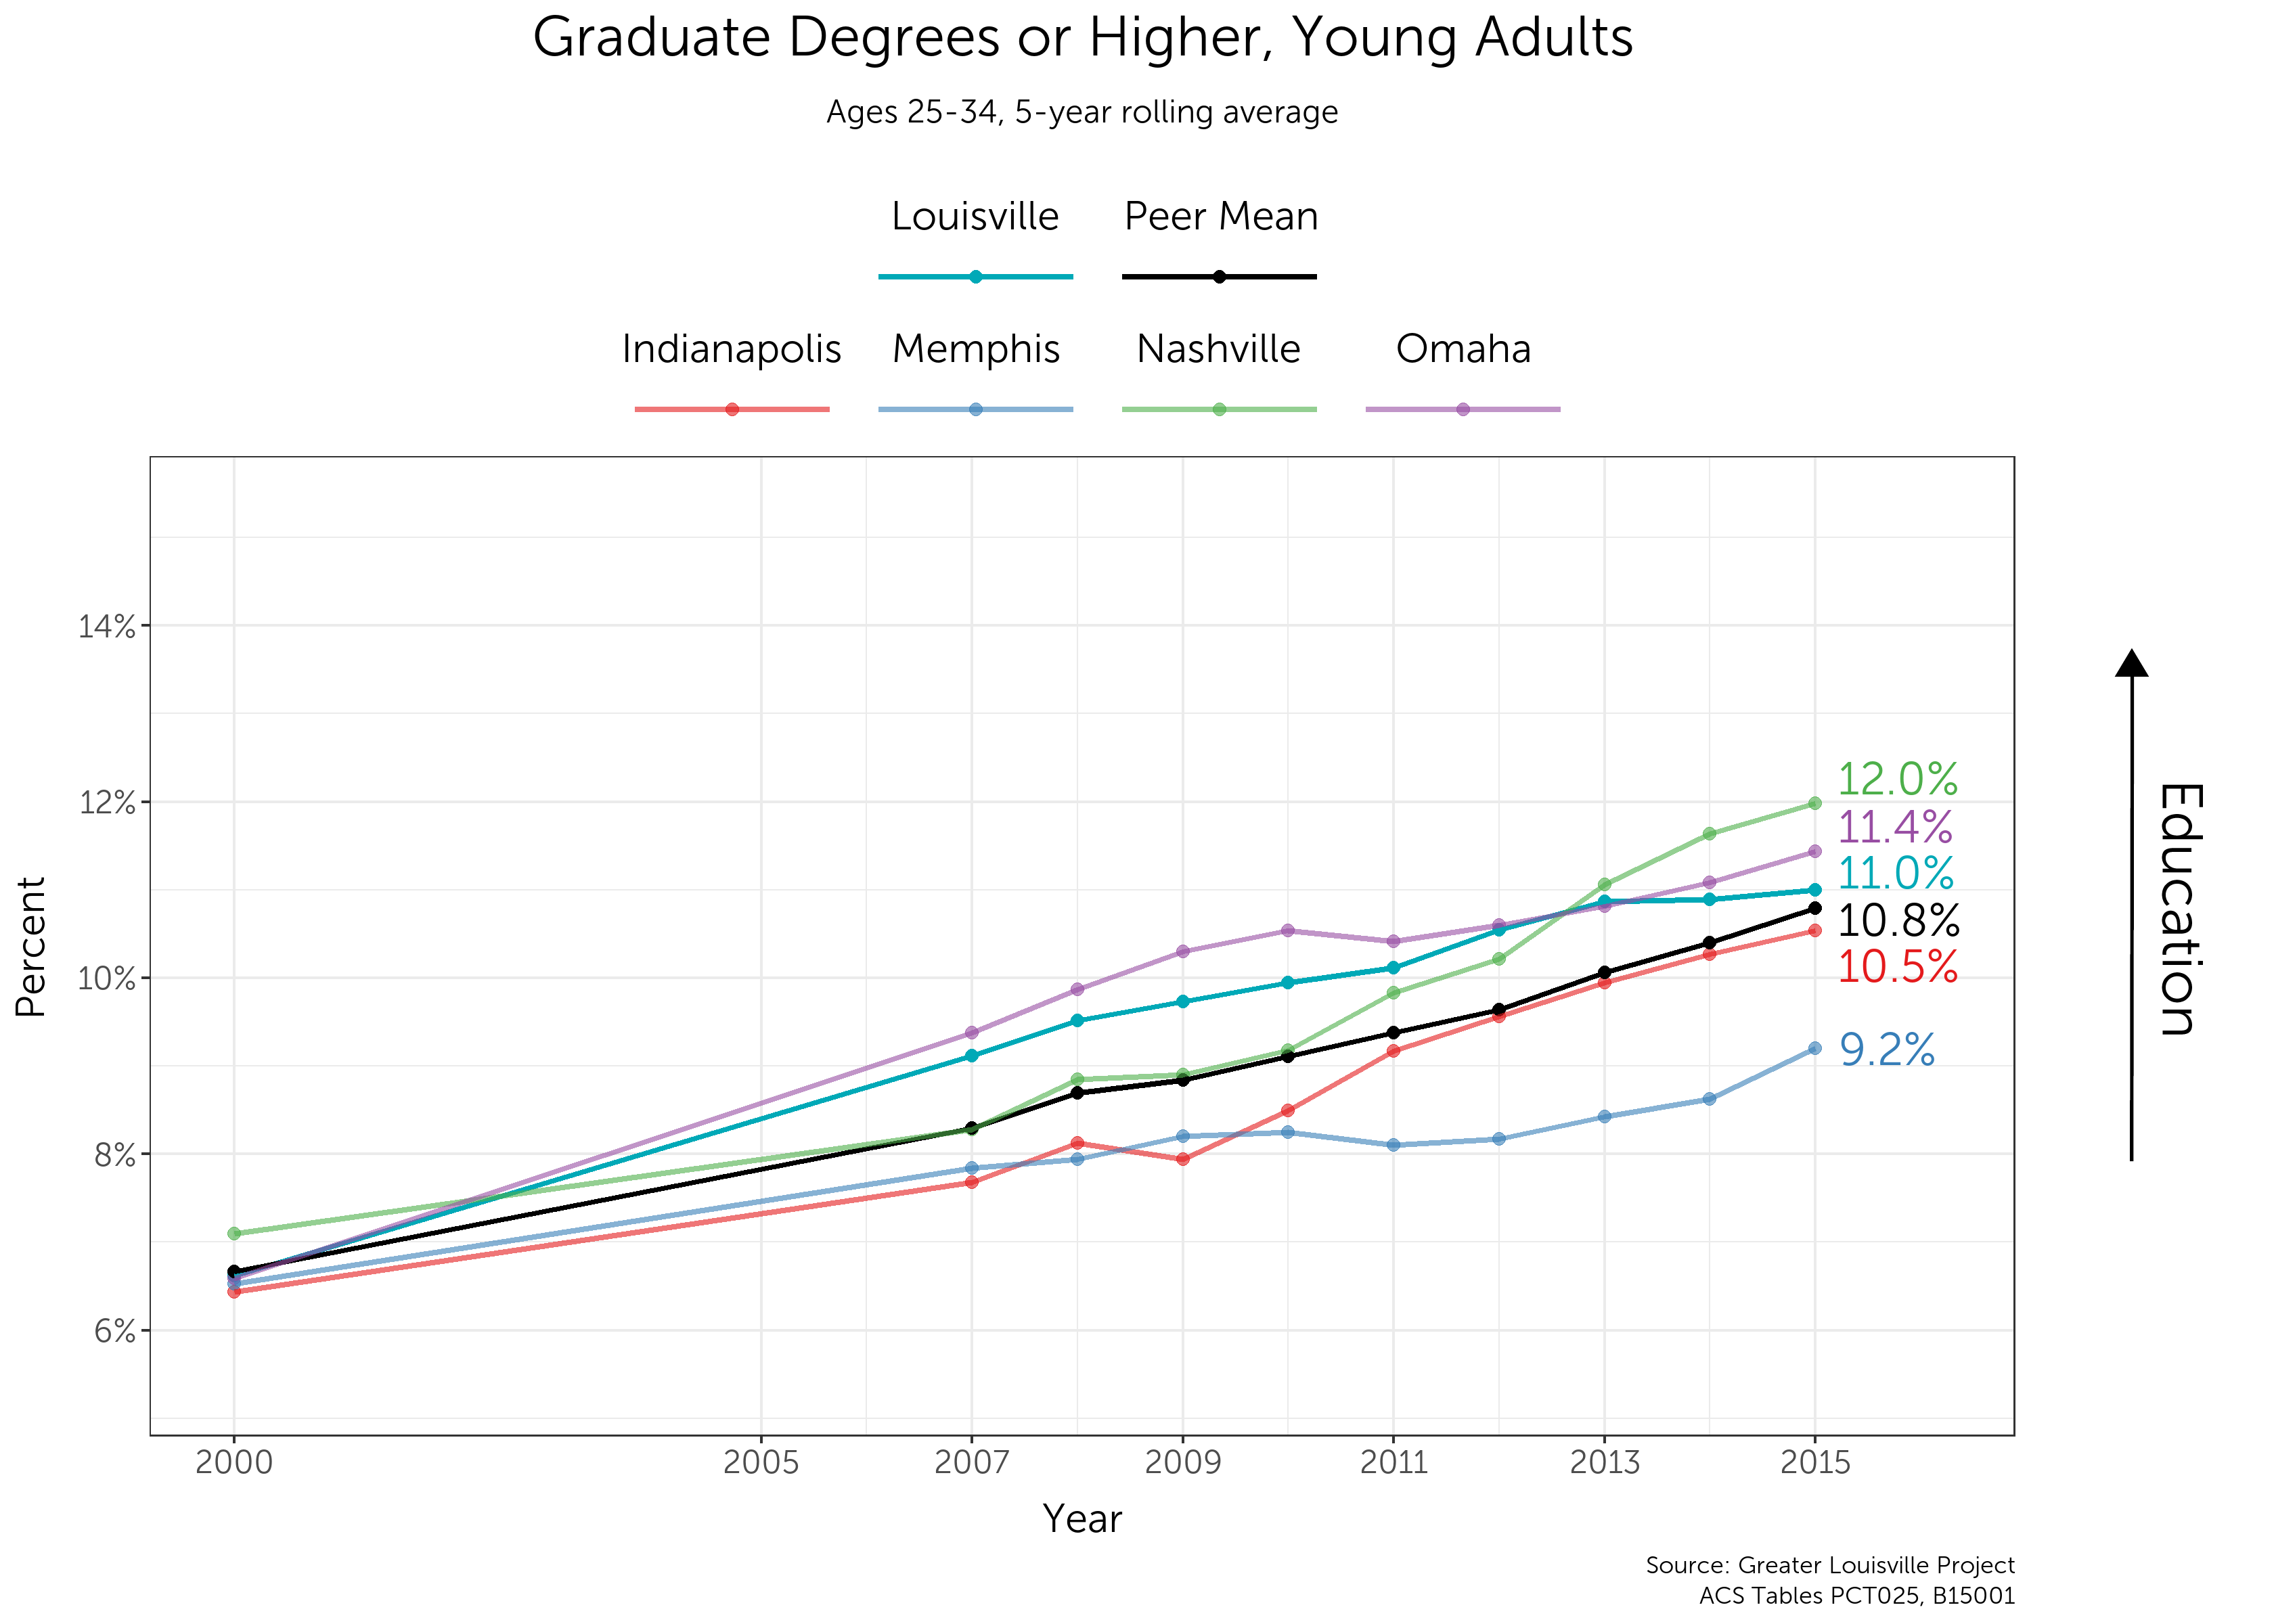 Graduate Degrees or Higher, Young Adults
Ages 25-34, 5-year rolling average
Louisville Peer Mean
Indianapolis Memphis Nashville Omaha
14%
12%
10%
8%
6%
Percent
12.0%
11.4%
11.0%
10.8%
10.5%
9.2%
Education
2000 2005 2007 2009 2011 2013 2015
Year
Source: Greater Louisville Project
ACS Tables PCT025, B15001